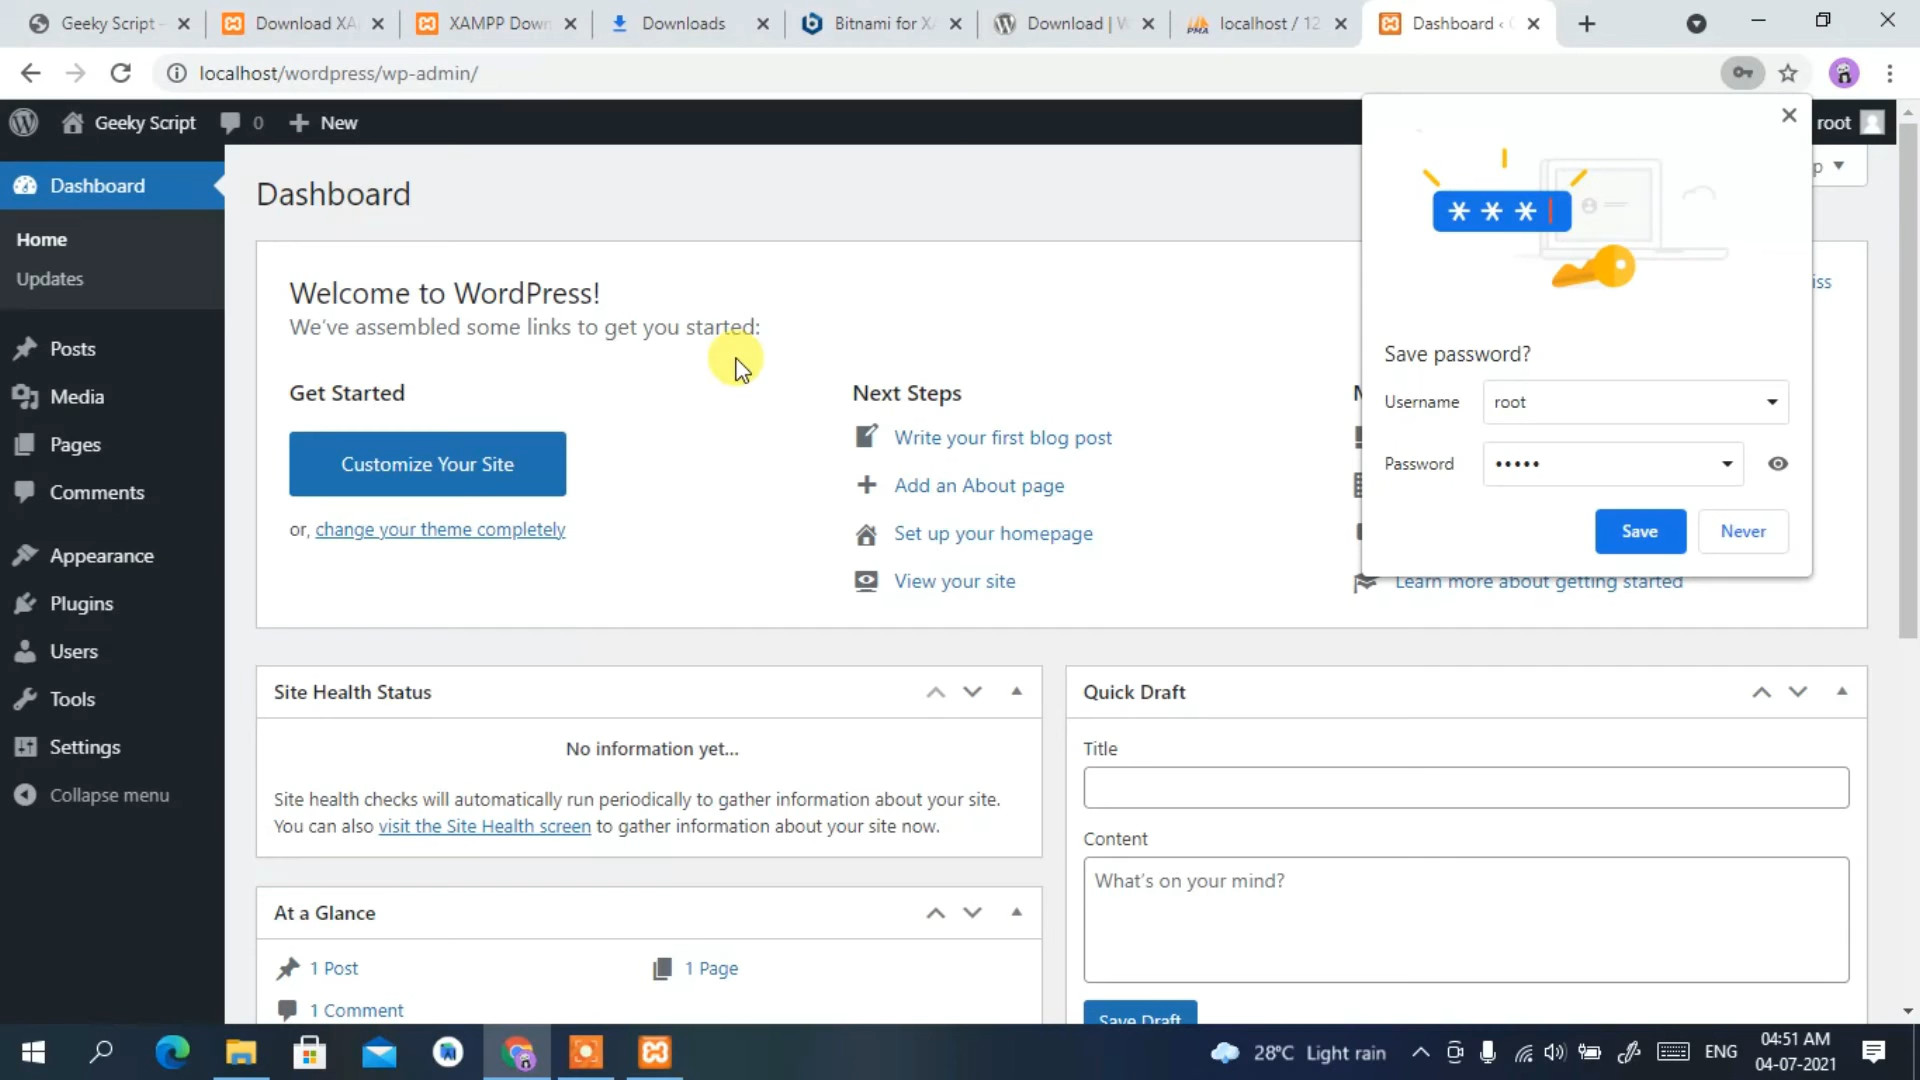 Geeky Script -
Download XA
XAMPP Down
Downloads
Bitnami for X
Download | W
localhost / 12
Dashboard ‹
localhost/wordpress/wp-admin/
Geeky Script
0
New
root
Dashboard
Home
Updates
Posts
Media
Pages
Comments
Appearance
Plugins
Users
Tools
Settings
Collapse menu
Dashboard
Welcome to WordPress!
We've assembled some links to get you started:
Get Started
Customize Your Site
or, change your theme completely
Next Steps
Write your first blog post
Add an About page
Set up your homepage
View your site
Learn more about getting started
Save password?
Username root
Password •••••
Save Never
Site Health Status
No information yet...
Site health checks will automatically run periodically to gather information about your site.
You can also visit the Site Health screen to gather information about your site now.
At a Glance
1 Post
1 Page
1 Comment
Quick Draft
Title
Content
What's on your mind?
Save Draft
28°C Light rain
ENG
04:51 AM
04-07-2021